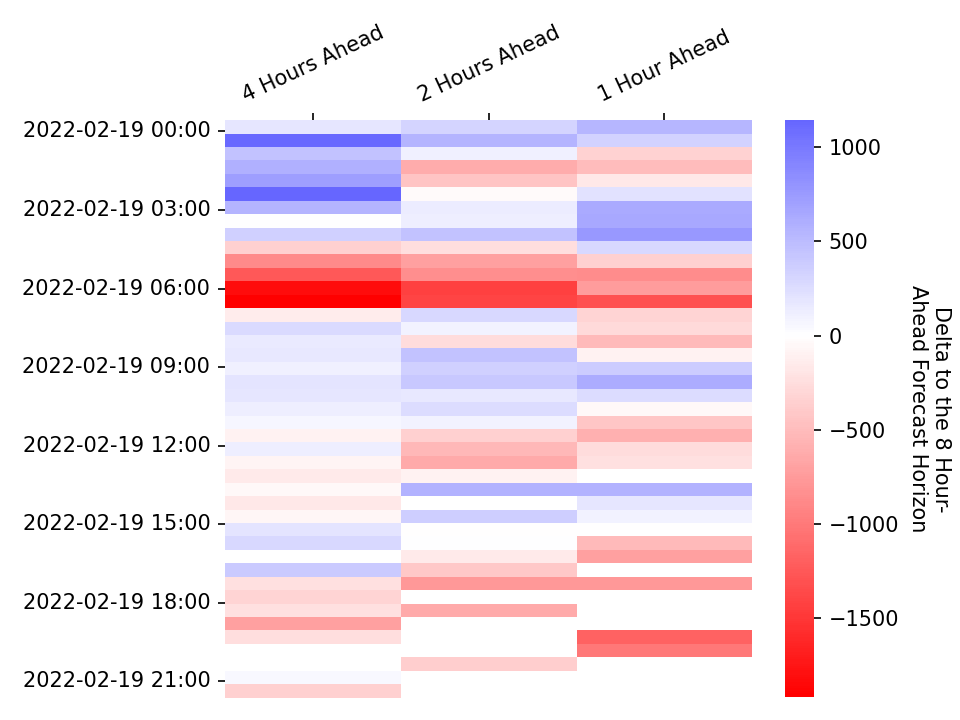 4 Hours Ahead
2 Hours Ahead
1 Hour Ahead
2022-02-19 00:00
2022-02-19 03:00
2022-02-19 06:00
2022-02-19 09:00
2022-02-19 12:00
2022-02-19 15:00
2022-02-19 18:00
2022-02-19 21:00
1000
500
0
−500
−1000
−1500
Delta to the 8 Hour-
Ahead Forecast Horizon